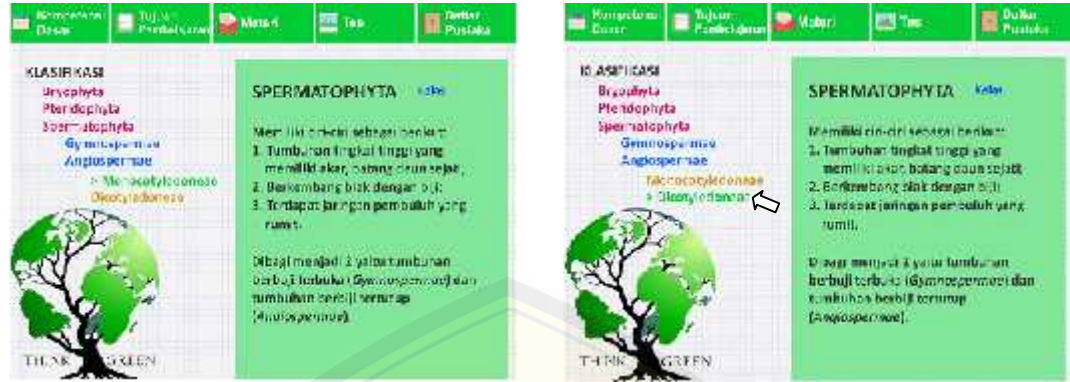 Kompetensi
Dasar
Tujuan
Pembelajaran
Materi
Tes
Daftar
Pustaka
KLASIFIKASI
Bryophyta
Pteridophyta
Spermatophyta
Gymnospermae
Angiospermae
> Monocotyledoneae
Dicotyledoneae
THINK GREEN
SPERMATOPHYTA Kelas
Memiliki ciri-ciri sebagai berikut:
1. Tumbuhan tingkat tinggi yang
memiliki akar, batang daun sejati;
2. Berkembang biak dengan biji;
3. Terdapat jaringan pembuluh yang
rumit.
Dibagi menjadi 2 yaitu tumbuhan
berbiji terbuka (Gymnospermae) dan
tumbuhan berbiji tertutup
(Angiospermae).
Kompetensi
Dasar
Tujuan
Pembelajaran
Materi
Tes
Daftar
Pustaka
KLASIFIKASI
Bryophyta
Pteridophyta
Spermatophyta
Gymnospermae
Angiospermae
Monocotyledoneae
> Dicotyledoneae
THINK GREEN
SPERMATOPHYTA Kelas
Memiliki ciri-ciri sebagai berikut:
1. Tumbuhan tingkat tinggi yang
memiliki akar, batang daun sejati;
2. Berkembang biak dengan biji;
3. Terdapat jaringan pembuluh yang
rumit.
Dibagi menjadi 2 yaitu tumbuhan
berbiji terbuka (Gymnospermae) dan
tumbuhan berbiji tertutup
(Angiospermae).